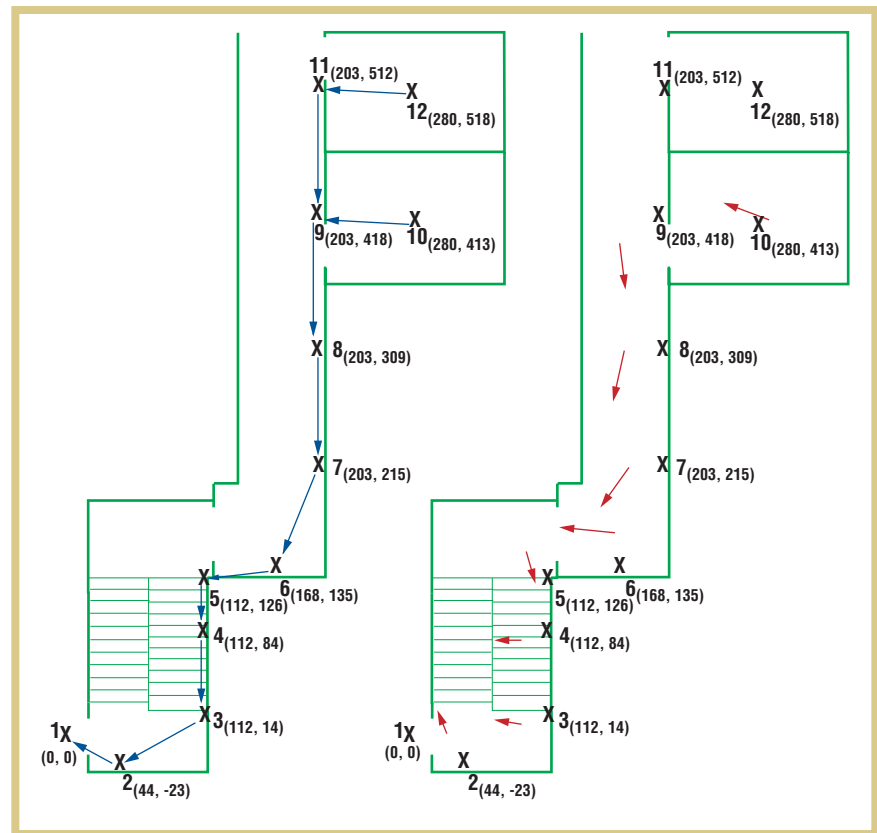 11 (203, 512)
X
X
12 (280, 518)
X
9 (203, 418)
X
10 (280, 413)
X 8 (203, 309)
X 7 (203, 215)
X
6 (168, 135)
X
5 (112, 126)
X 4 (112, 84)
X 3 (112, 14)
1 X
(0, 0)
X
2 (44, -23)
11 (203, 512)
X
X
12 (280, 518)
X
9 (203, 418)
X
10 (280, 413)
X 8 (203, 309)
X 7 (203, 215)
X
6 (168, 135)
X
5 (112, 126)
X 4 (112, 84)
X 3 (112, 14)
1 X
(0, 0)
X
2 (44, -23)